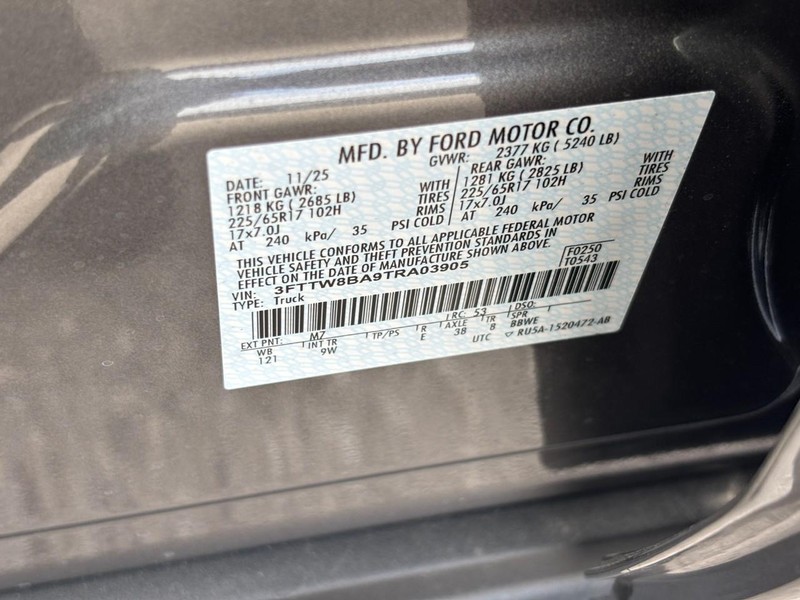 MFD. BY FORD MOTOR CO.
DATE: 11/25 GVWR: 2377 KG ( 5240 LB)
FRONT GAWR: REAR GAWR:
1218 KG ( 2685 LB) WITH 1281 KG ( 2825 LB) WITH
225/65R17 102H TIRES 225/65R17 102H TIRES
17x7.0J RIMS 17x7.0J RIMS
AT 240 kPa/ 35 PSI COLD AT 240 kPa/ 35 PSI COLD
THIS VEHICLE CONFORMS TO ALL APPLICABLE FEDERAL MOTOR
VEHICLE SAFETY AND THEFT PREVENTION STANDARDS IN
EFFECT ON THE DATE OF MANUFACTURE SHOWN ABOVE.
F0250
VIN: 3FTTW8BA9TRA03905
T0543
TYPE: Truck
EXT PNT: M7 RC: 53 DSO:
WB INT TR TP/PS R AXLE TR SPR
121 9W E 38 8 BBWE
UTC RU5A-1520472-AB